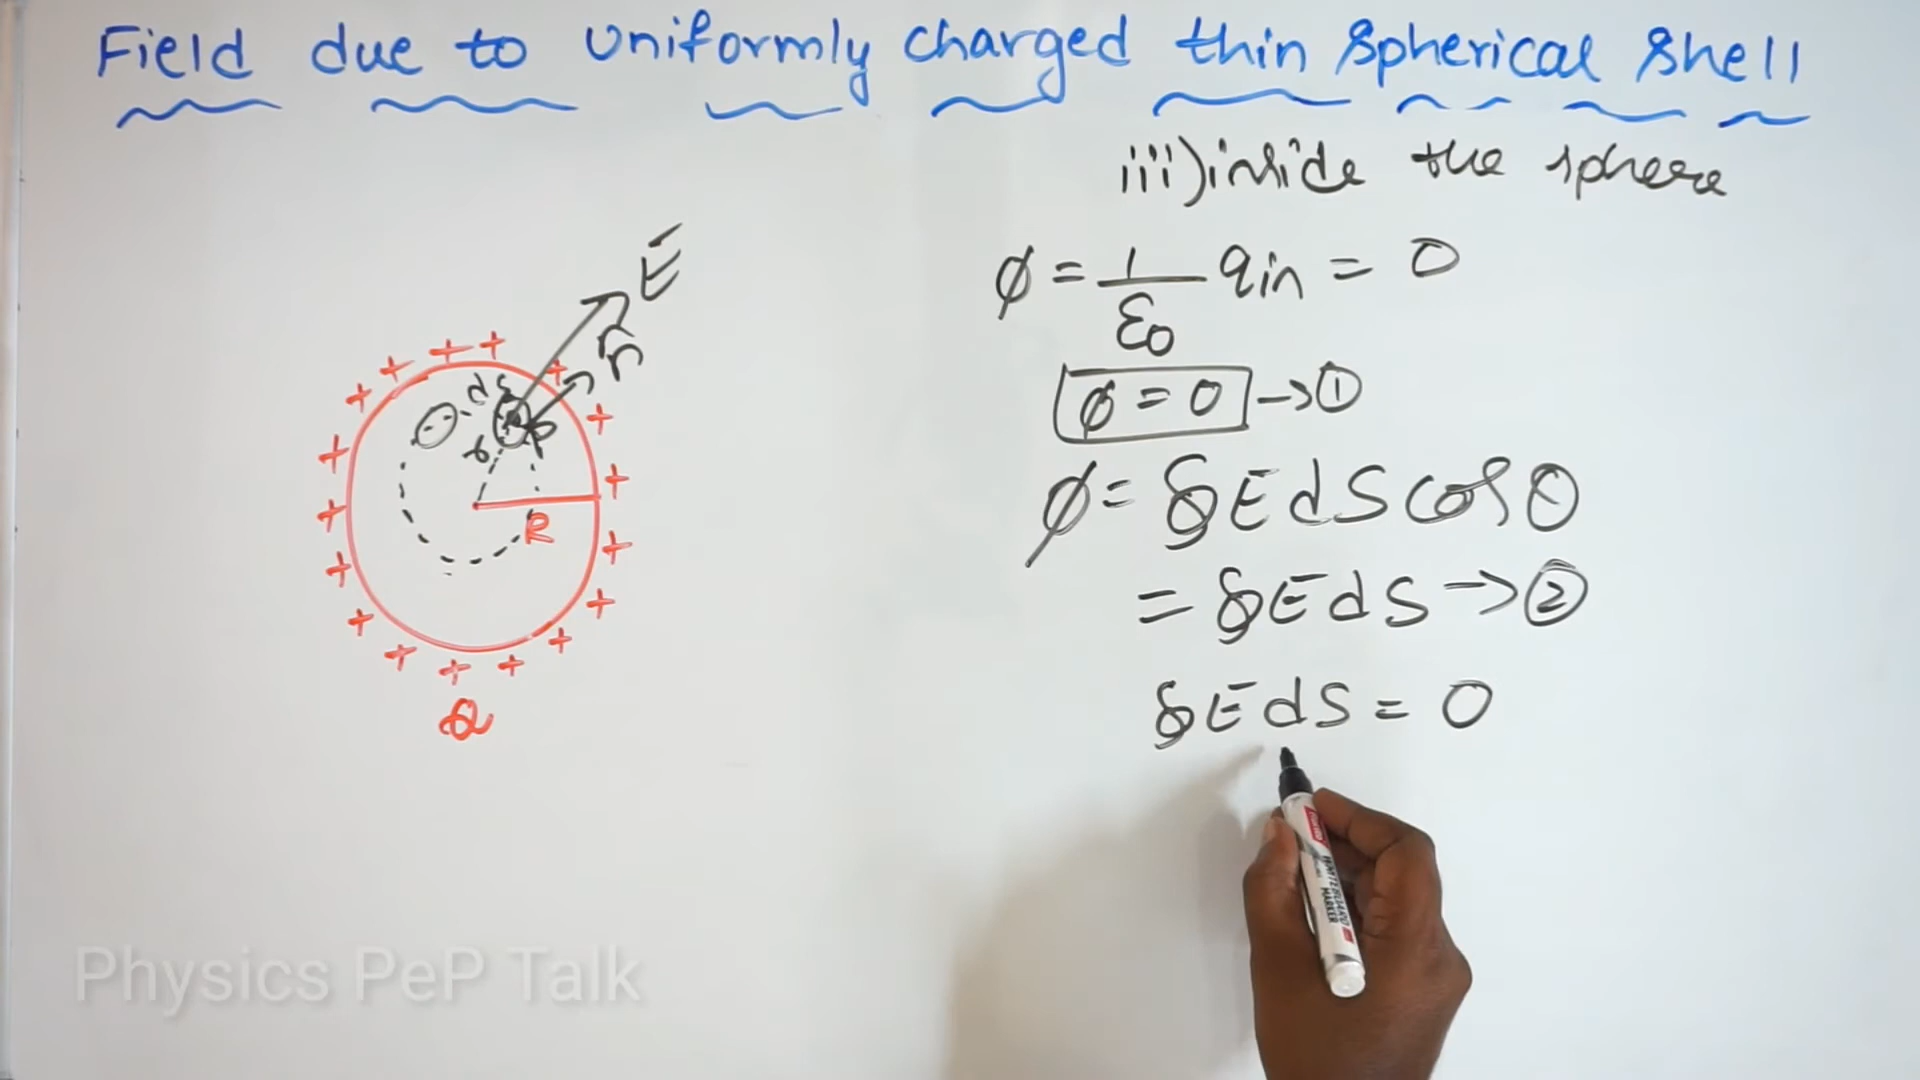 Field due to uniformly charged thin spherical shell
iii) inside the sphere
ϕ = 1/ε0 qin = 0
ϕ = 0 → ①
ϕ = ∮ E dS cos θ
= ∮ E dS → ②
∮ E dS = 0
E
n̂
dS
r
P
R
Q
Physics PeP Talk